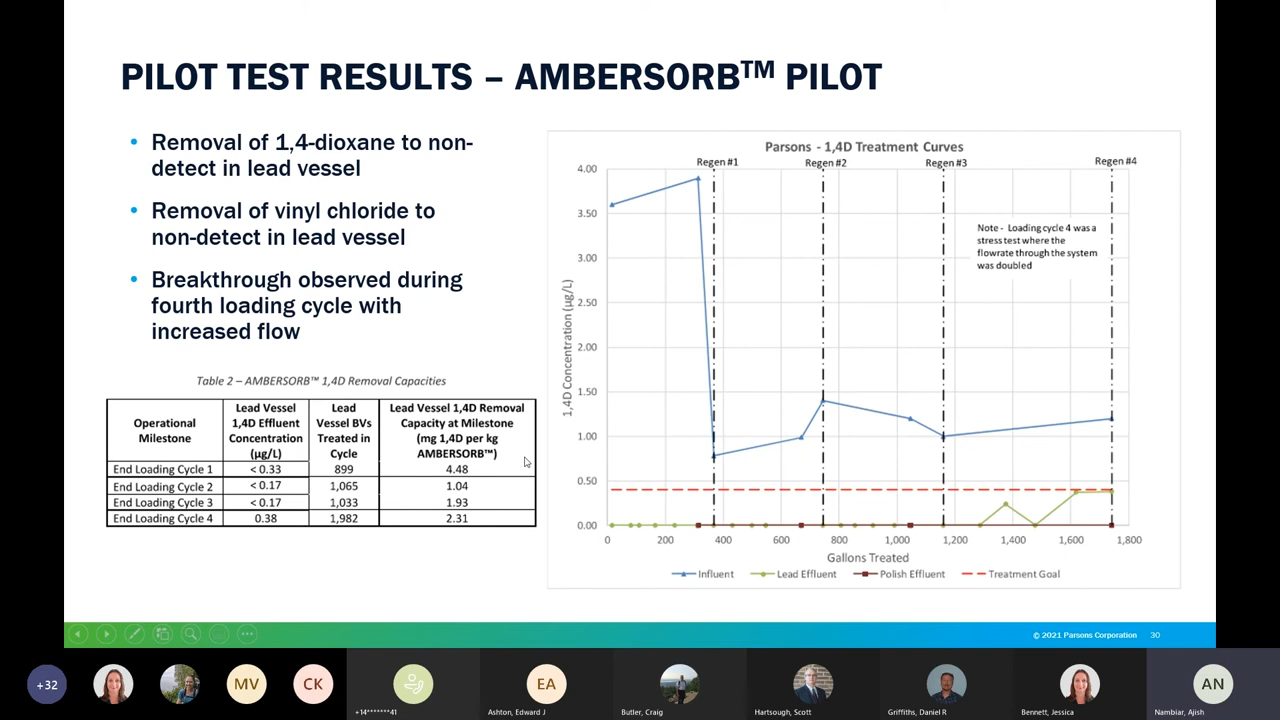 PILOT TEST RESULTS – AMBERSORB™ PILOT
• Removal of 1,4-dioxane to non-
detect in lead vessel
• Removal of vinyl chloride to
non-detect in lead vessel
• Breakthrough observed during
fourth loading cycle with
increased flow
Table 2 – AMBERSORB™ 1,4D Removal Capacities
Operational
Milestone
Lead Vessel
1,4D Effluent
Concentration
(µg/L)
Lead
Vessel BVs
Treated in
Cycle
Lead Vessel 1,4D Removal
Capacity at Milestone
(mg 1,4D per kg
AMBERSORB™)
End Loading Cycle 1 < 0.33 899 4.48
End Loading Cycle 2 < 0.17 1,065 1.04
End Loading Cycle 3 < 0.17 1,033 1.93
End Loading Cycle 4 0.38 1,982 2.31
Parsons - 1,4D Treatment Curves
Regen #1 Regen #2 Regen #3 Regen #4
4.00
3.50
3.00
2.50
2.00
1.50
1.00
0.50
0.00
1,4D Concentration (µg/L)
Note - Loading cycle 4 was a
stress test where the
flowrate through the system
was doubled
0 200 400 600 800 1,000 1,200 1,400 1,600 1,800
Gallons Treated
Influent Lead Effluent Polish Effluent Treatment Goal
© 2021 Parsons Corporation 30
+32 MV CK EA AN
+14*******41 Ashton, Edward J Butler, Craig Hartsough, Scott Griffiths, Daniel R Bennett, Jessica Nambiar, Ajish